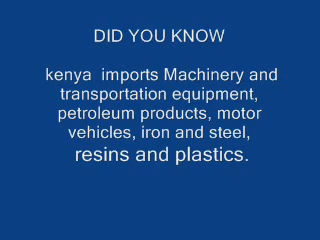 DID YOU KNOW
kenya  imports Machinery and
transportation equipment,
petroleum products, motor
vehicles, iron and steel,
resins and plastics.